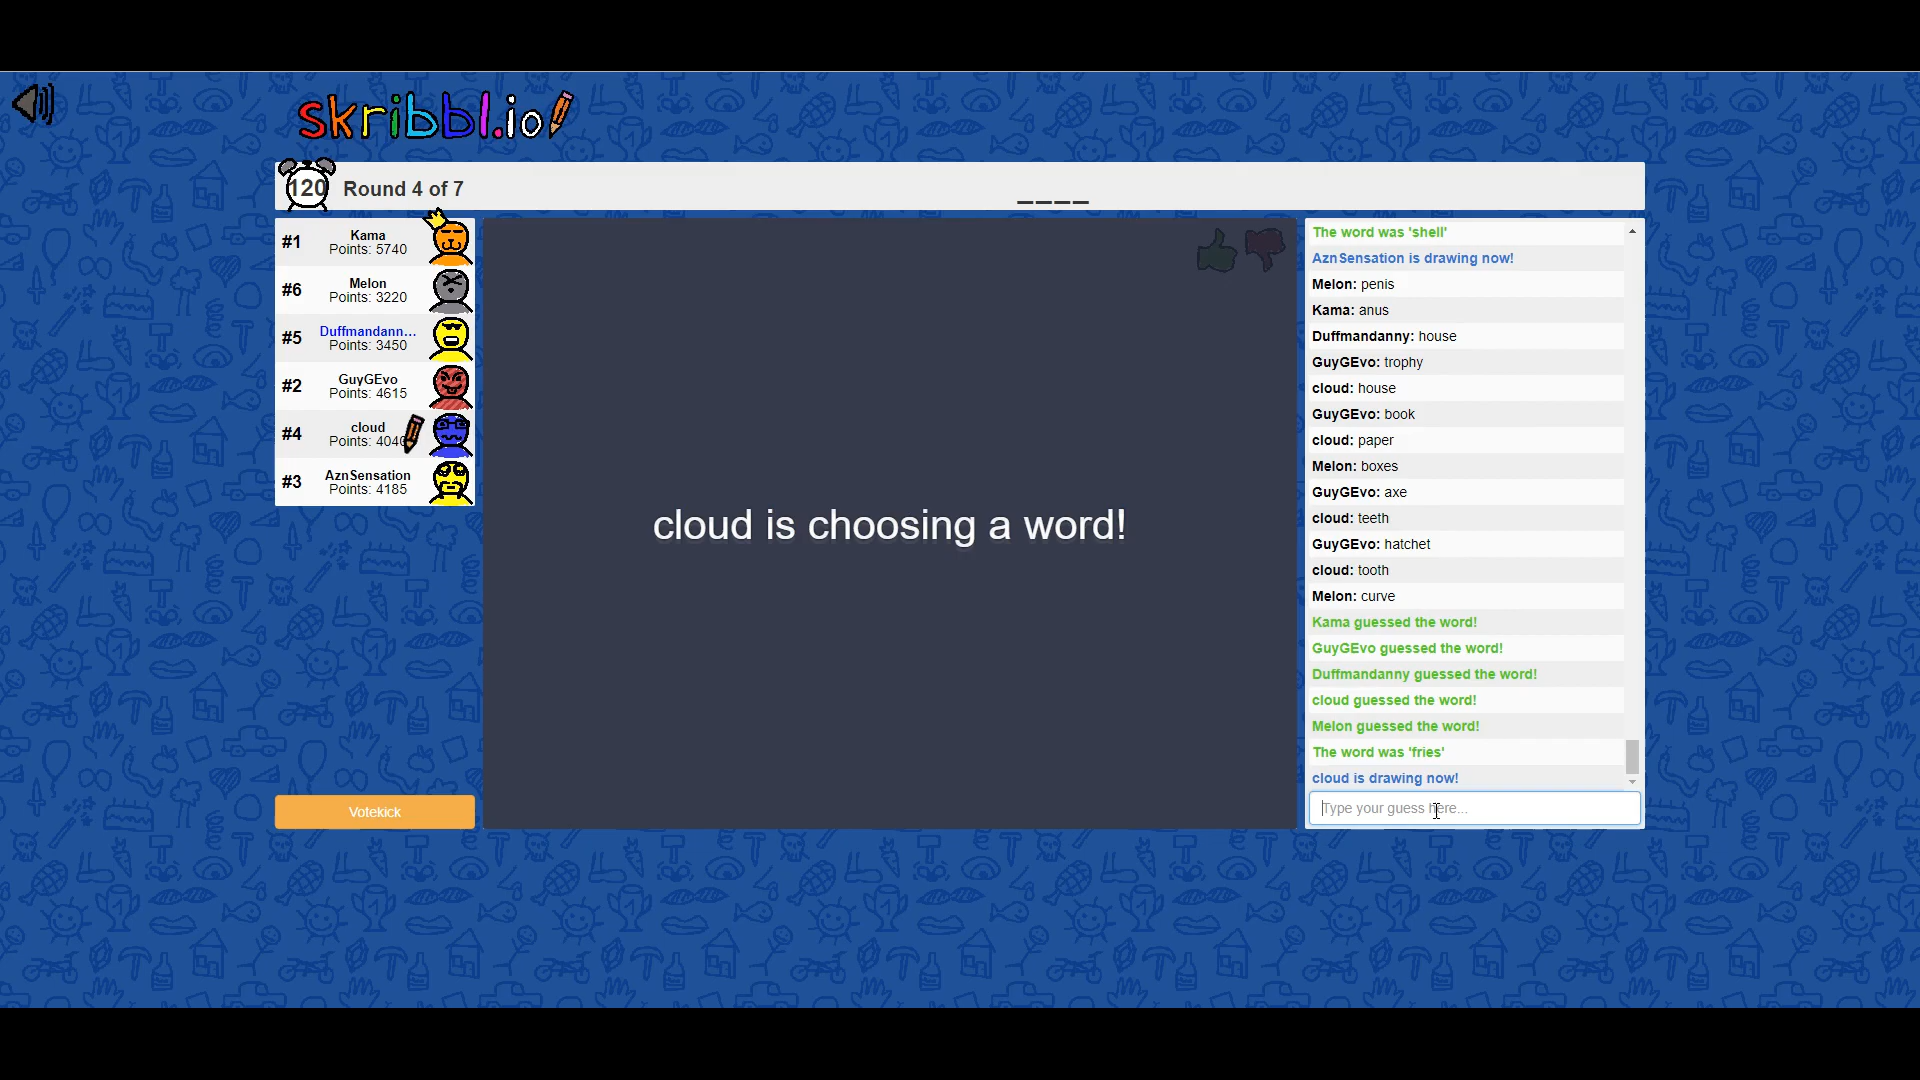 skribbl.io
120
Round 4 of 7
____
#1
Kama
Points: 5740
#6
Melon
Points: 3220
#5
Duffmandann...
Points: 3450
#2
GuyGEvo
Points: 4615
#4
cloud
Points: 4040
#3
AznSensation
Points: 4185
Votekick
cloud is choosing a word!
The word was 'shell'
AznSensation is drawing now!
Melon: penis
Kama: anus
Duffmandanny: house
GuyGEvo: trophy
cloud: house
GuyGEvo: book
cloud: paper
Melon: boxes
GuyGEvo: axe
cloud: teeth
GuyGEvo: hatchet
cloud: tooth
Melon: curve
Kama guessed the word!
GuyGEvo guessed the word!
Duffmandanny guessed the word!
cloud guessed the word!
Melon guessed the word!
The word was 'fries'
cloud is drawing now!
Type your guess here...